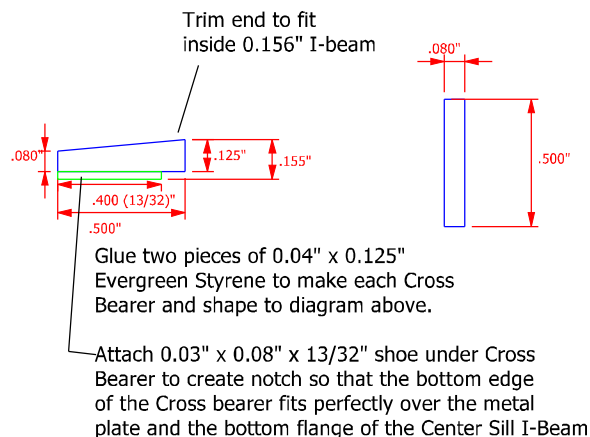 Trim end to fit
inside 0.156" I-beam
.080"
.080"
.125"
.155"
.500"
.400 (13/32)"
.500"
Glue two pieces of 0.04" x 0.125"
Evergreen Styrene to make each Cross
Bearer and shape to diagram above.
Attach 0.03" x 0.08" x 13/32" shoe under Cross
Bearer to create notch so that the bottom edge
of the Cross bearer fits perfectly over the metal
plate and the bottom flange of the Center Sill I-Beam